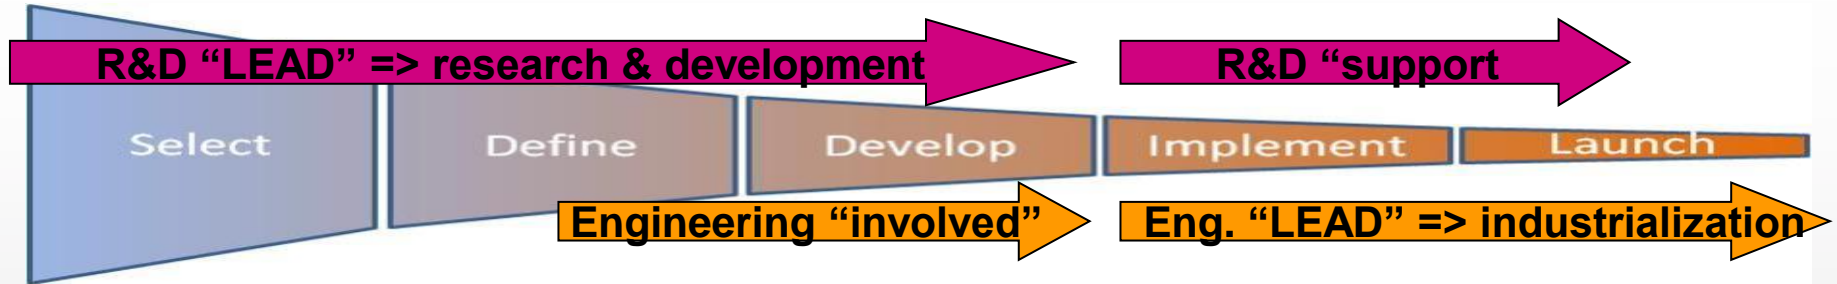 R&D “LEAD” => research & development
R&D “support
Select
Define
Develop
Implement
Launch
Engineering “involved”
Eng. “LEAD” => industrialization